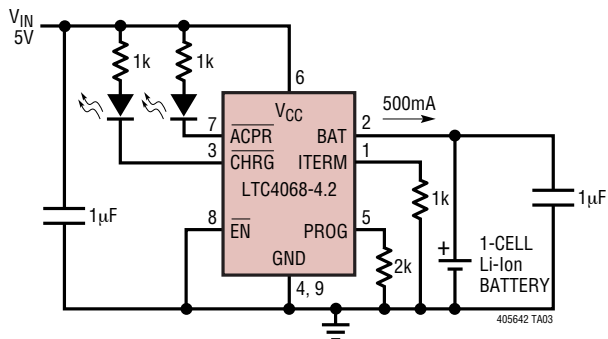 VIN
5V
1k
1k
6
VCC
500mA
7
ACPR
BAT
2
3
CHRG
ITERM
1
LTC4068-4.2
1k
1µF
1µF
8
EN
PROG
5
GND
2k
+
1-CELL
Li-Ion
BATTERY
4, 9
405642 TA03